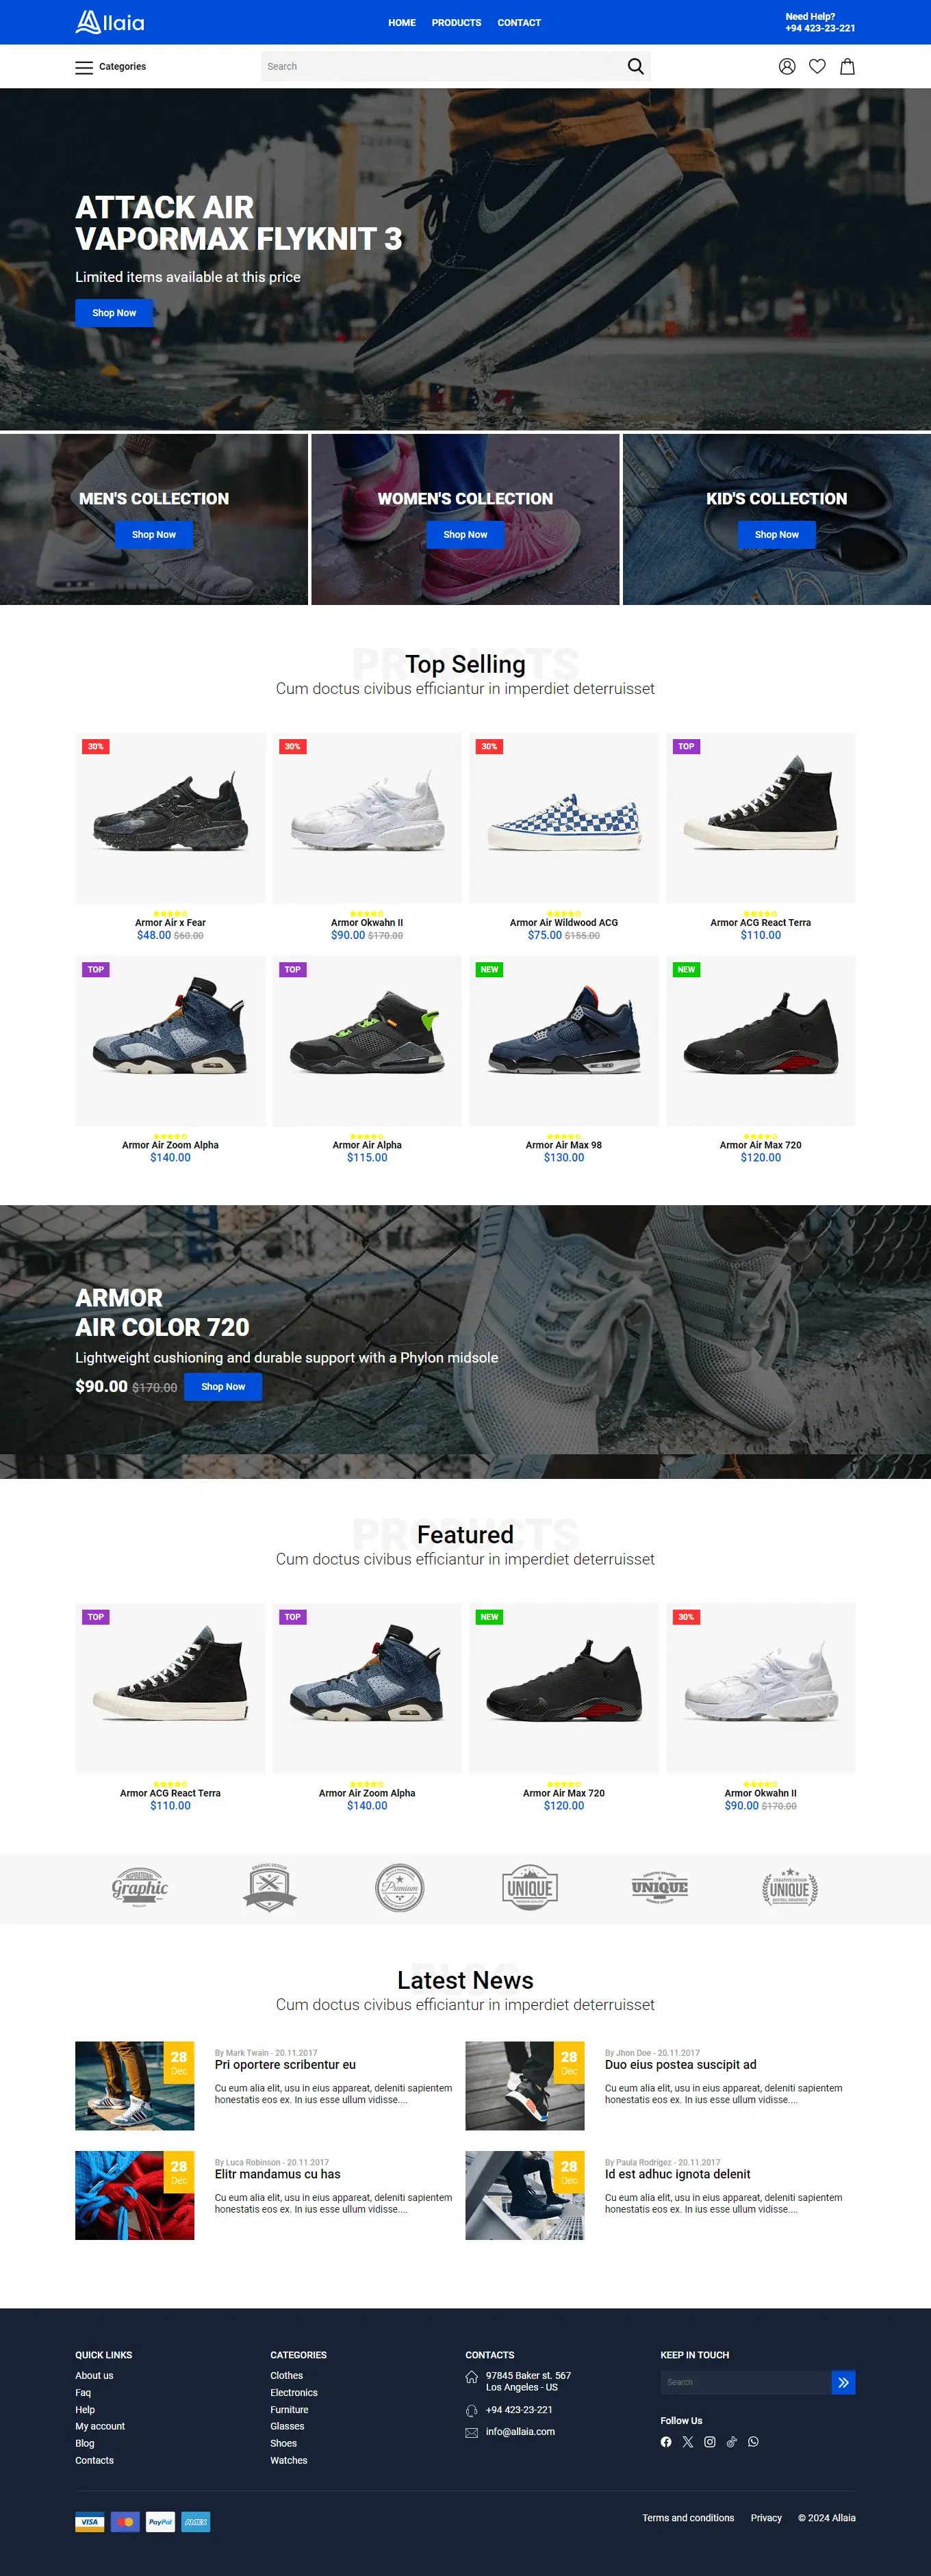 Allaia
HOME PRODUCTS CONTACT
Need Help?
+94 423-23-221
Categories
Search
ATTACK AIR
VAPORMAX FLYKNIT 3
Limited items available at this price
Shop Now
MEN'S COLLECTION
Shop Now
WOMEN'S COLLECTION
Shop Now
KID'S COLLECTION
Shop Now
PRODUCTS
Top Selling
Cum doctus civibus efficiantur in imperdiet deterruisset
30%
30%
30%
TOP
Armor Air x Fear
$48.00 $60.00
Armor Okwahn II
$90.00 $170.00
Armor Air Wildwood ACG
$75.00 $155.00
Armor ACG React Terra
$110.00
TOP
TOP
NEW
NEW
Armor Air Zoom Alpha
$140.00
Armor Air Alpha
$115.00
Armor Air Max 98
$130.00
Armor Air Max 720
$120.00
ARMOR
AIR COLOR 720
Lightweight cushioning and durable support with a Phylon midsole
$90.00 $170.00 Shop Now
PRODUCTS
Featured
Cum doctus civibus efficiantur in imperdiet deterruisset
TOP
TOP
NEW
30%
Armor ACG React Terra
$110.00
Armor Air Zoom Alpha
$140.00
Armor Air Max 720
$120.00
Armor Okwahn II
$90.00 $170.00
Graphic
GRAPHIC DESIGN
Premium
UNIQUE
UNIQUE
UNIQUE
BLOG
Latest News
Cum doctus civibus efficiantur in imperdiet deterruisset
28
Dec
By Mark Twain - 20.11.2017
Pri oportere scribentur eu
Cu eum alia elit, usu in eius appareat, deleniti sapientem
honestatis eos ex. In ius esse ullum vidisse....
28
Dec
By Jhon Doe - 20.11.2017
Duo eius postea suscipit ad
Cu eum alia elit, usu in eius appareat, deleniti sapientem
honestatis eos ex. In ius esse ullum vidisse....
28
Dec
By Luca Robinson - 20.11.2017
Elitr mandamus cu has
Cu eum alia elit, usu in eius appareat, deleniti sapientem
honestatis eos ex. In ius esse ullum vidisse....
28
Dec
By Paula Rodrigez - 20.11.2017
Id est adhuc ignota delenit
Cu eum alia elit, usu in eius appareat, deleniti sapientem
honestatis eos ex. In ius esse ullum vidisse....
QUICK LINKS
About us
Faq
Help
My account
Blog
Contacts
CATEGORIES
Clothes
Electronics
Furniture
Glasses
Shoes
Watches
CONTACTS
97845 Baker st. 567
Los Angeles - US
+94 423-23-221
info@allaia.com
KEEP IN TOUCH
Search
Follow Us
VISA
PayPal
AMEX
Terms and conditions Privacy © 2024 Allaia